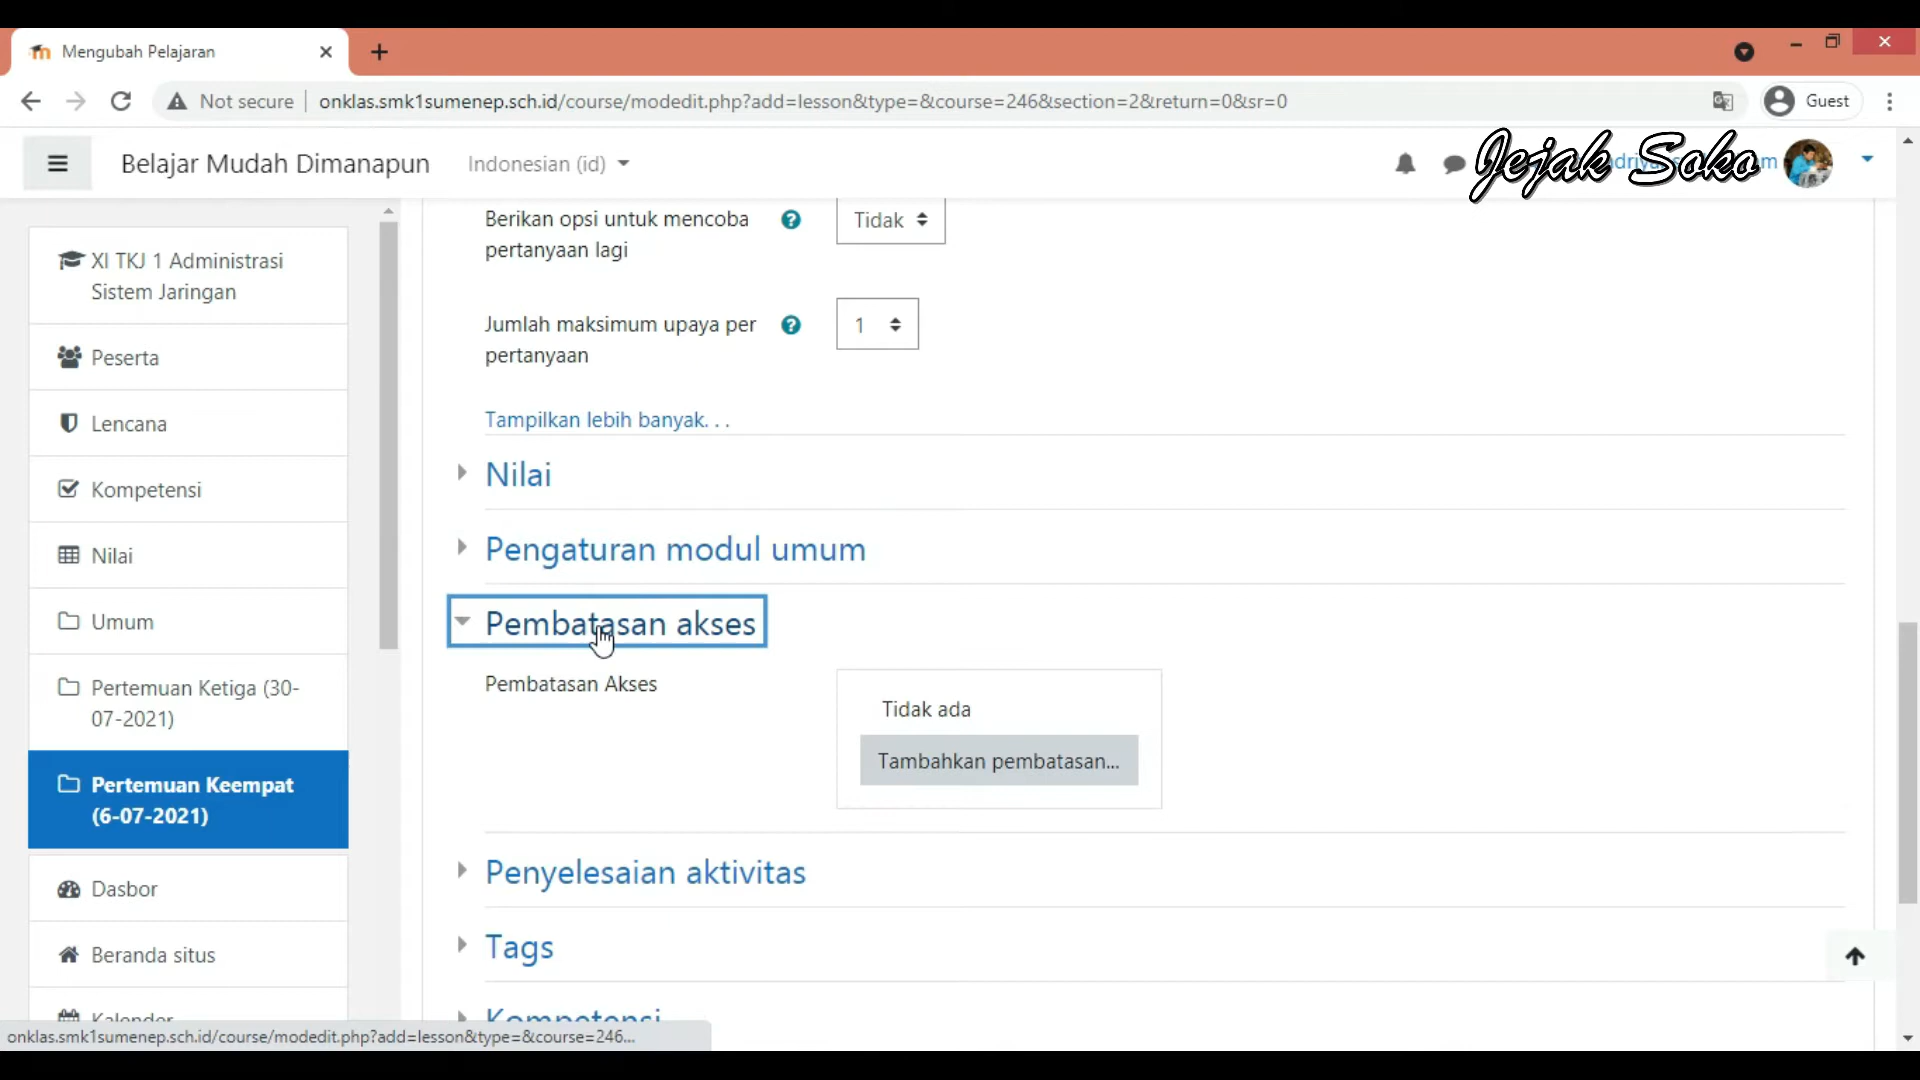 Mengubah Pelajaran
Not secure
onklas.smk1sumenep.sch.id/course/modedit.php?add=lesson&type=&course=246&section=2&return=0&sr=0
Guest
Belajar Mudah Dimanapun
Indonesian (id)
Jejak Soko
XI TKJ 1 Administrasi
Sistem Jaringan
Peserta
Lencana
Kompetensi
Nilai
Umum
Pertemuan Ketiga (30-
07-2021)
Pertemuan Keempat
(6-07-2021)
Dasbor
Beranda situs
Kalender
Berikan opsi untuk mencoba
pertanyaan lagi
Tidak
Jumlah maksimum upaya per
pertanyaan
1
Tampilkan lebih banyak. . .
Nilai
Pengaturan modul umum
Pembatasan akses
Pembatasan Akses
Tidak ada
Tambahkan pembatasan...
Penyelesaian aktivitas
Tags
Kompetensi
onklas.smk1sumenep.sch.id/course/modedit.php?add=lesson&type=&course=246...